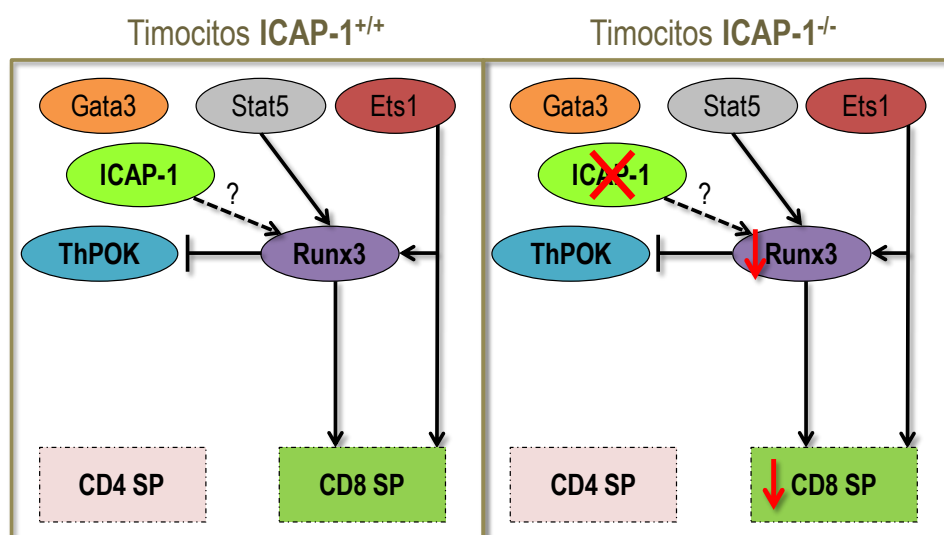 Timocitos ICAP-1+/+
Timocitos ICAP-1-/-
Gata3
Stat5
Ets1
ICAP-1
?
ThPOK
Runx3
CD4 SP
CD8 SP
Gata3
Stat5
Ets1
ICAP-1
?
ThPOK
Runx3
CD4 SP
CD8 SP